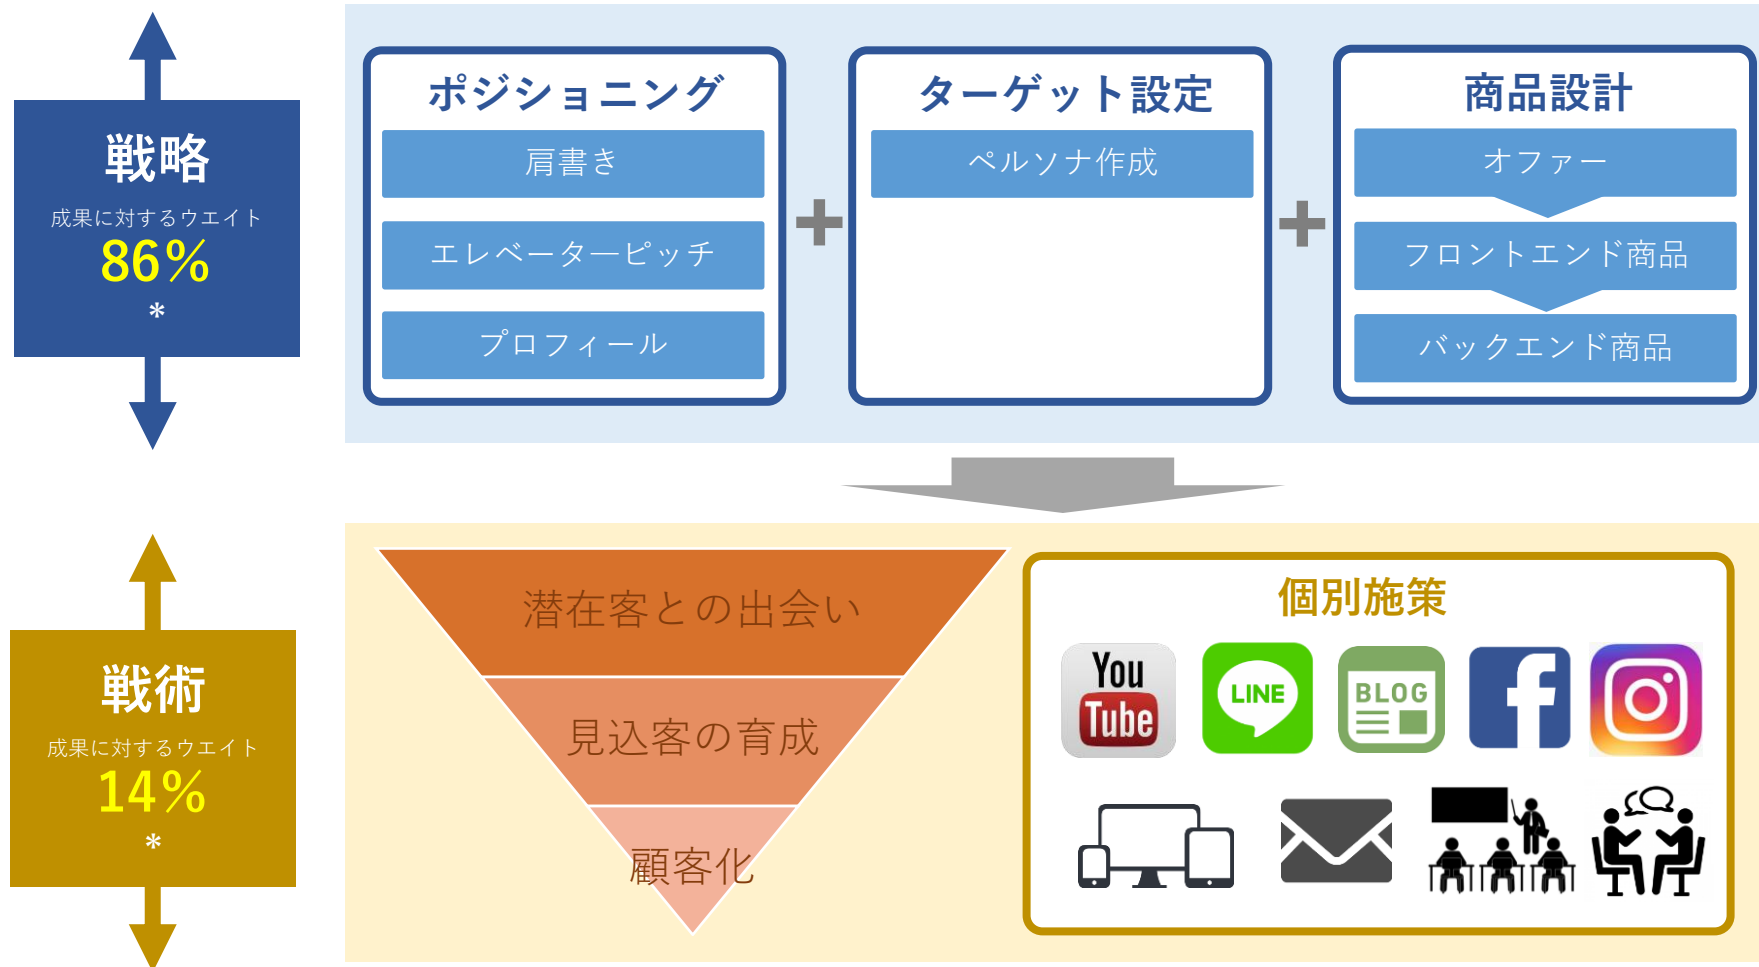 戦略
成果に対するウエイト
86%
*
ポジショニング
肩書き
エレベーターピッチ
プロフィール
ターゲット設定
ペルソナ作成
商品設計
オファー
フロントエンド商品
バックエンド商品
戦術
成果に対するウエイト
14%
*
潜在客との出会い
見込客の育成
顧客化
個別施策
You
Tube
LINE
BLOG